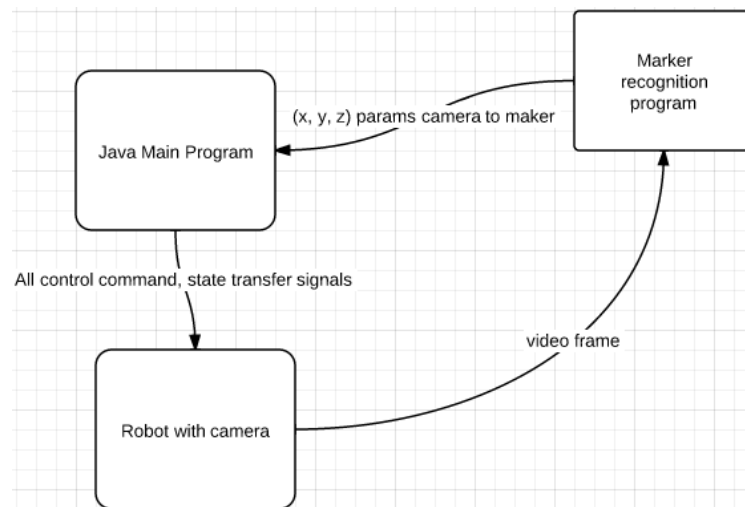 Marker
recognition
program
(x, y, z) params camera to maker
Java Main Program
All control command, state transfer signals
video frame
Robot with camera